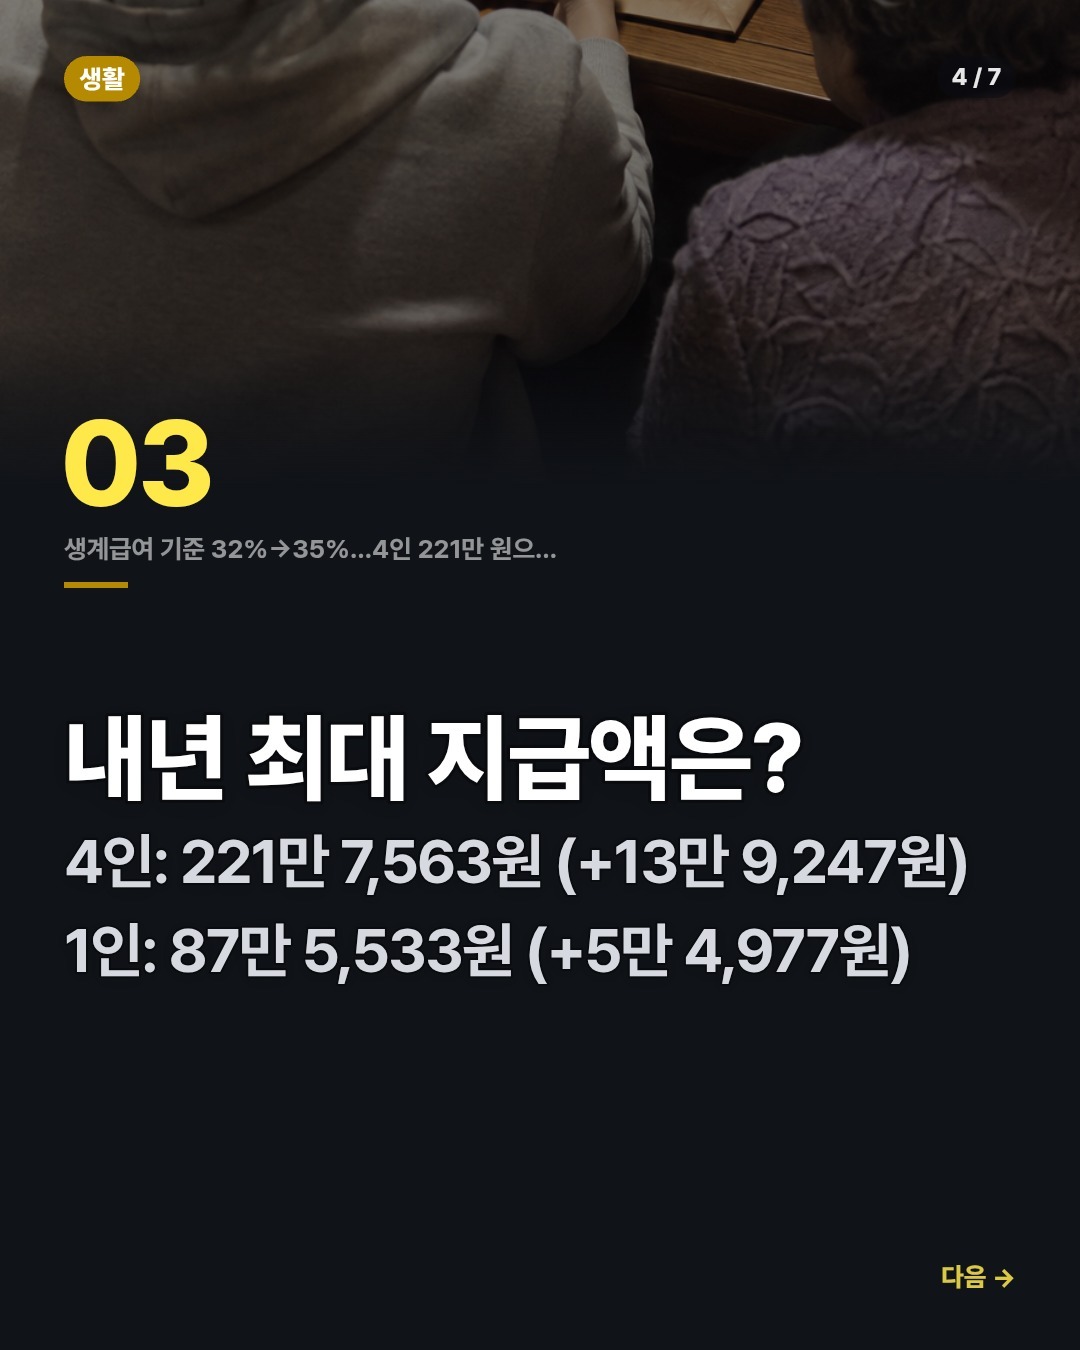 생활
4 / 7
03
생계급여 기준 32%→35%...4인 221만 원으...
내년 최대 지급액은?
4인: 221만 7,563원 (+13만 9,247원)
1인: 87만 5,533원 (+5만 4,977원)
다음 →